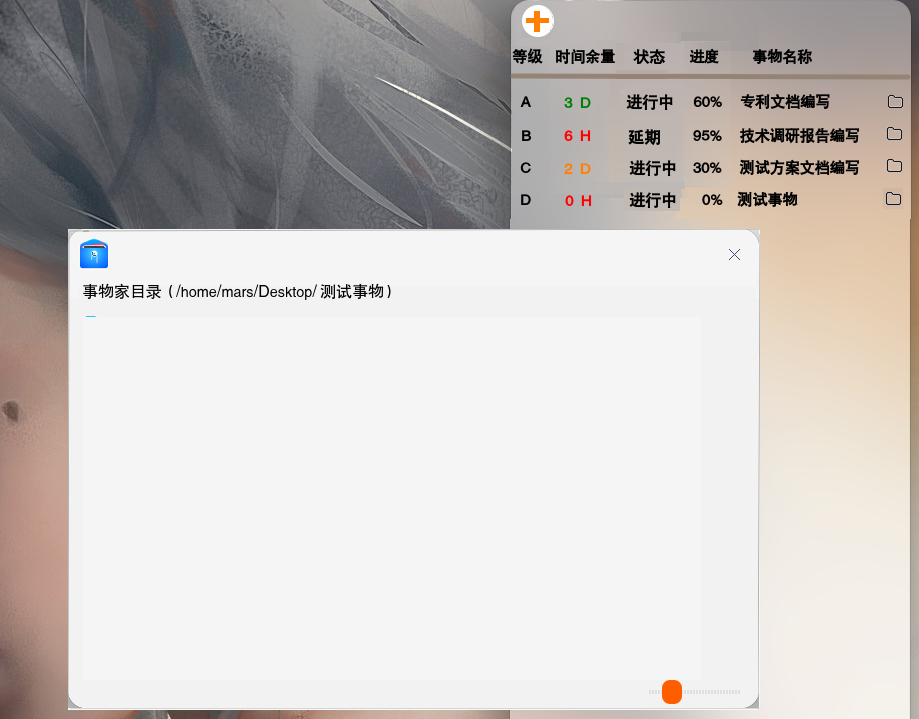 等级 时间余量 状态 进度 事物名称
A 3 D 进行中 60% 专利文档编写
B 6 H 延期 95% 技术调研报告编写
C 2 D 进行中 30% 测试方案文档编写
D 0 H 进行中 0% 测试事物
事物家目录（/home/mars/Desktop/测试事物）